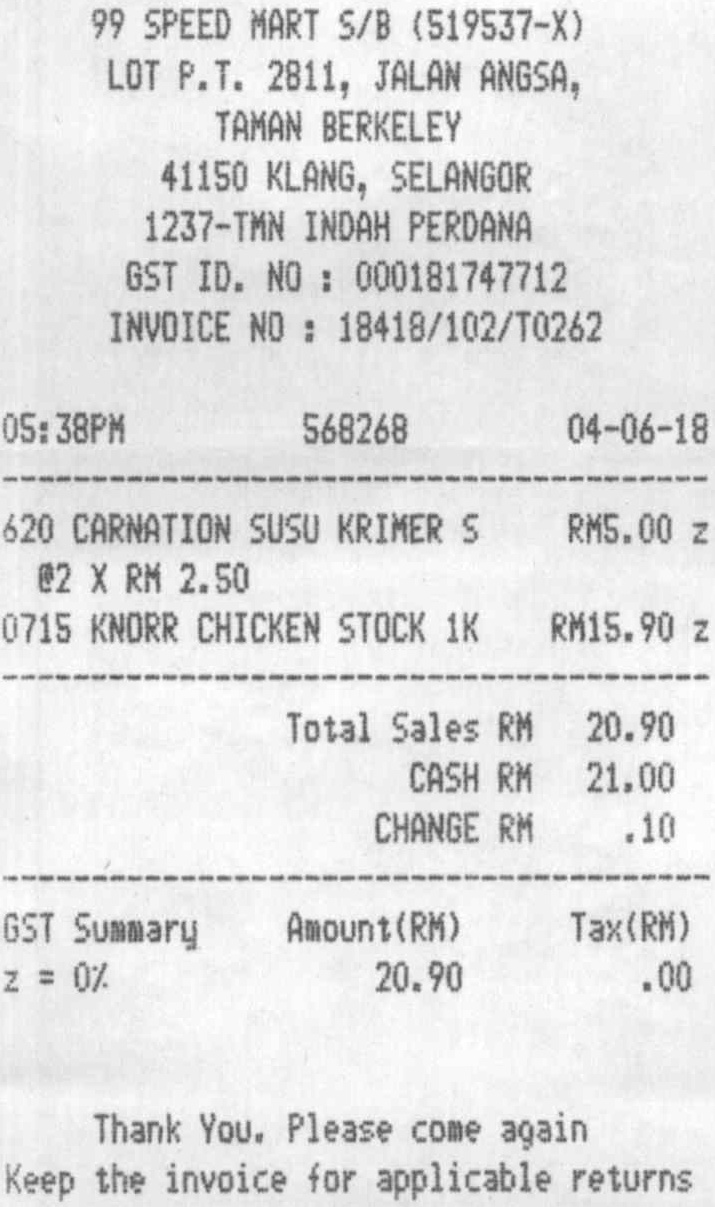 99 SPEED MART S/B (519537-X)
LOT P.T. 2811, JALAN ANGSA,
TAMAN BERKELEY
41150 KLANG, SELANGOR
1237-TMN INDAH PERDANA
GST ID. NO : 000181747712
INVOICE NO : 18418/102/T0262
05:38PM 568268 04-06-18
620 CARNATION SUSU KRIMER S RM5.00 z
@2 X RM 2.50
0715 KNORR CHICKEN STOCK 1K RM15.90 z
Total Sales RM 20.90
CASH RM 21.00
CHANGE RM .10
GST Summary Amount(RM) Tax(RM)
z = 0% 20.90 .00
Thank You. Please come again
Keep the invoice for applicable returns